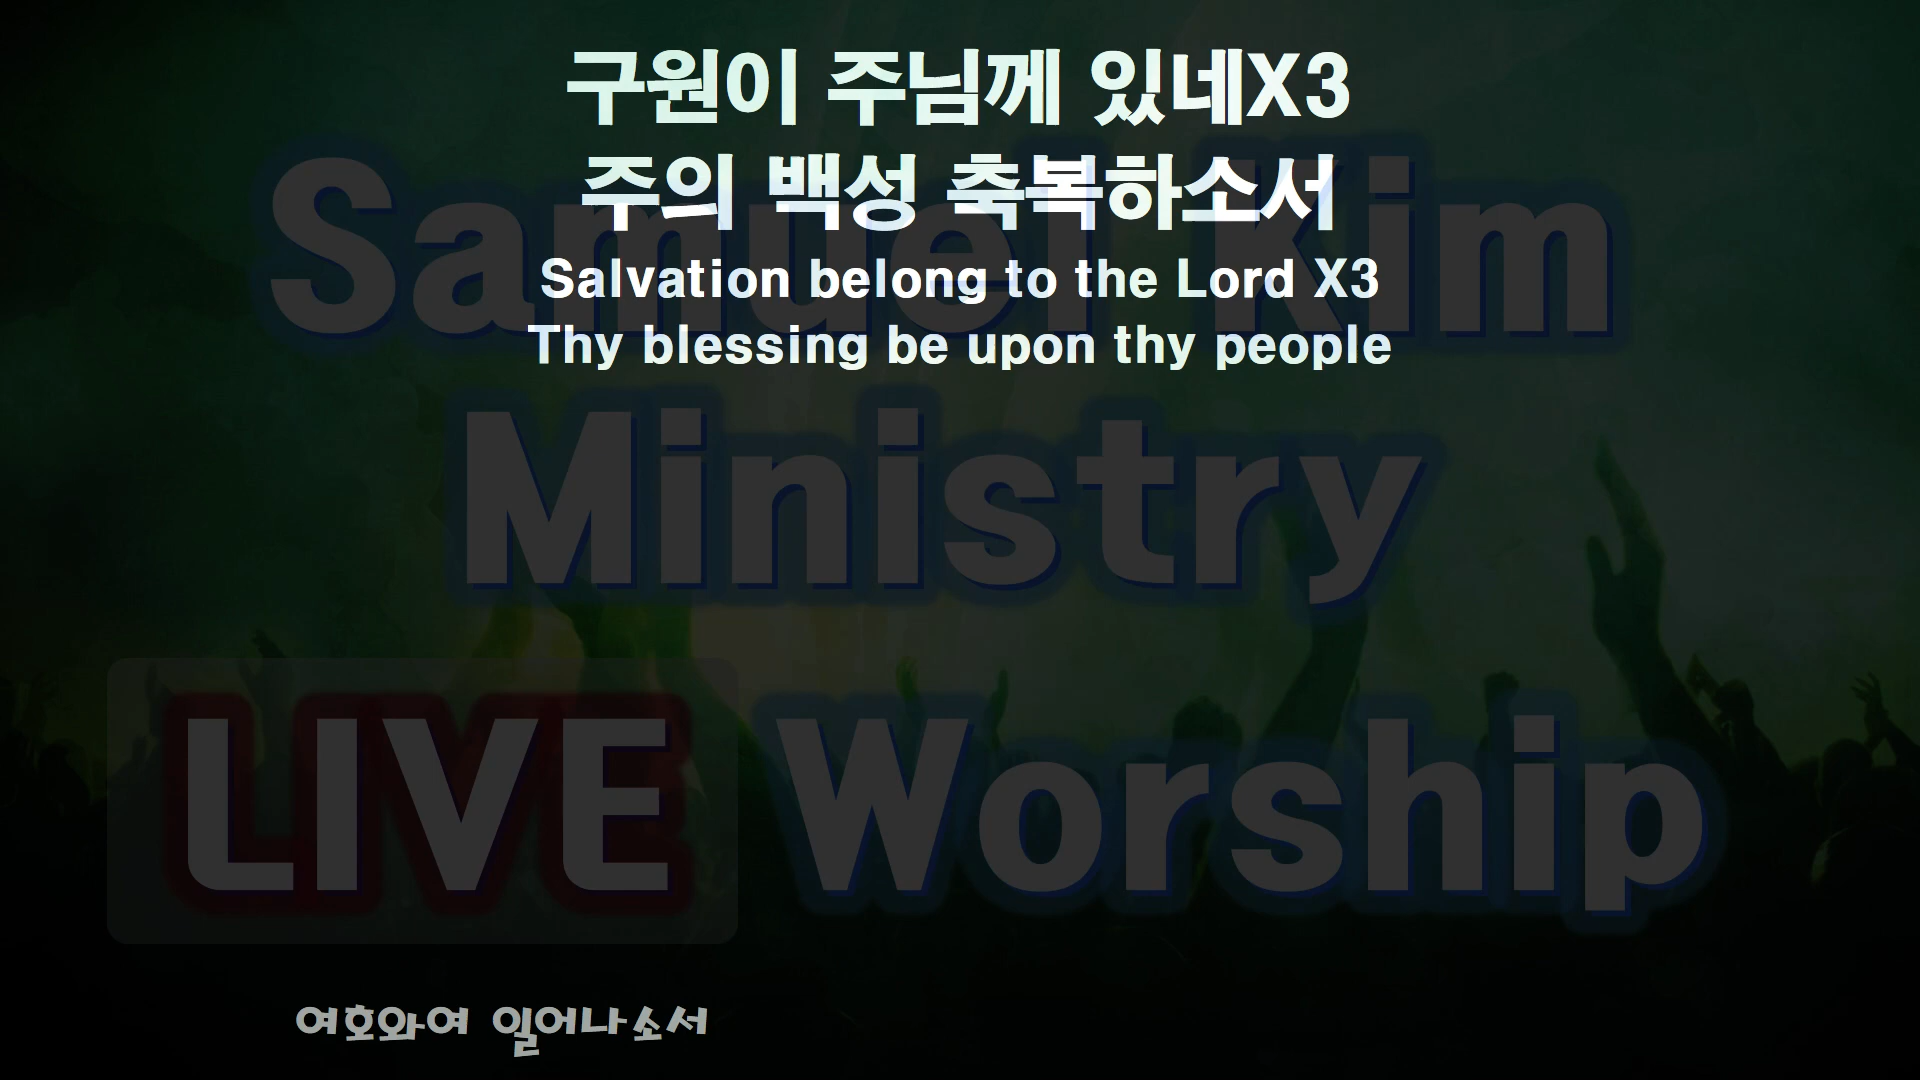 구원이 주님께 있네X3
주의 백성 축복하소서
Salvation belong to the Lord X3
Thy blessing be upon thy people
Samuel Kim
Ministry
LIVE Worship
여호와여 일어나소서